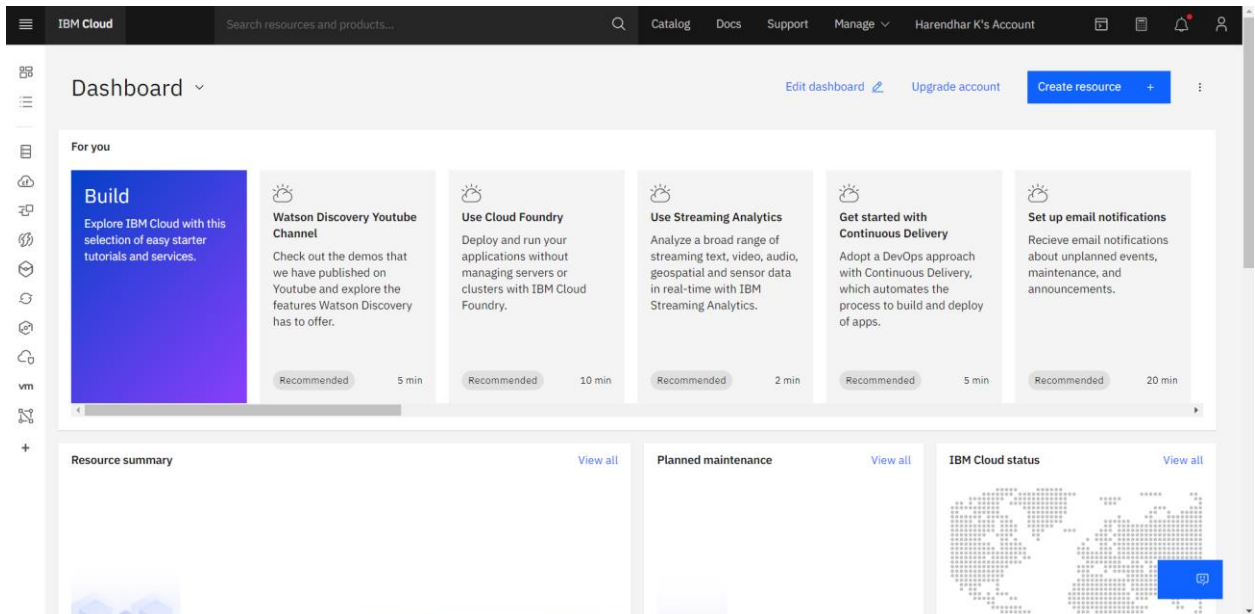 IBM Cloud
Search resources and products...
Catalog
Docs
Support
Manage
Harendhar K's Account
Dashboard
Edit dashboard
Upgrade account
Create resource +
For you
Build
Explore IBM Cloud with this
selection of easy starter
tutorials and services.
Watson Discovery Youtube
Channel
Check out the demos that
we have published on
Youtube and explore the
features Watson Discovery
has to offer.
Recommended
5 min
Use Cloud Foundry
Deploy and run your
applications without
managing servers or
clusters with IBM Cloud
Foundry.
Recommended
10 min
Use Streaming Analytics
Analyze a broad range of
streaming text, video, audio,
geospatial and sensor data
in real-time with IBM
Streaming Analytics.
Recommended
2 min
Get started with
Continuous Delivery
Adopt a DevOps approach
with Continuous Delivery,
which automates the
process to build and deploy
of apps.
Recommended
5 min
Set up email notifications
Recieve email notifications
about unplanned events,
maintenance, and
announcements.
Recommended
20 min
vm
+
Resource summary
View all
Planned maintenance
View all
IBM Cloud status
View all